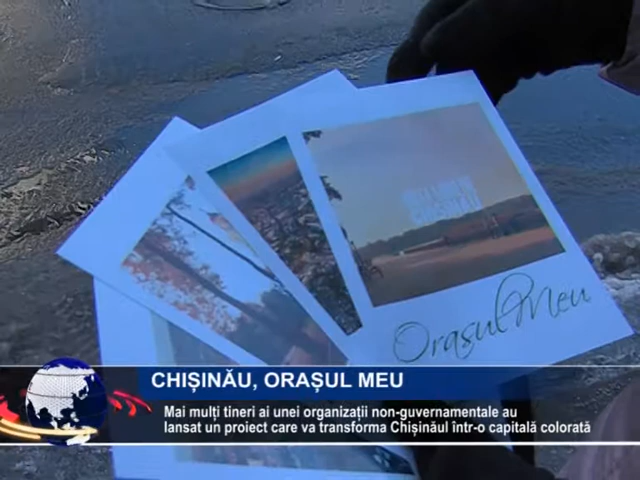 Orașul Meu
CHIȘINĂU, ORAȘUL MEU
Mai mulți tineri ai unei organizații non-guvernamentale au
lansat un proiect care va transforma Chișinăul într-o capitală colorată